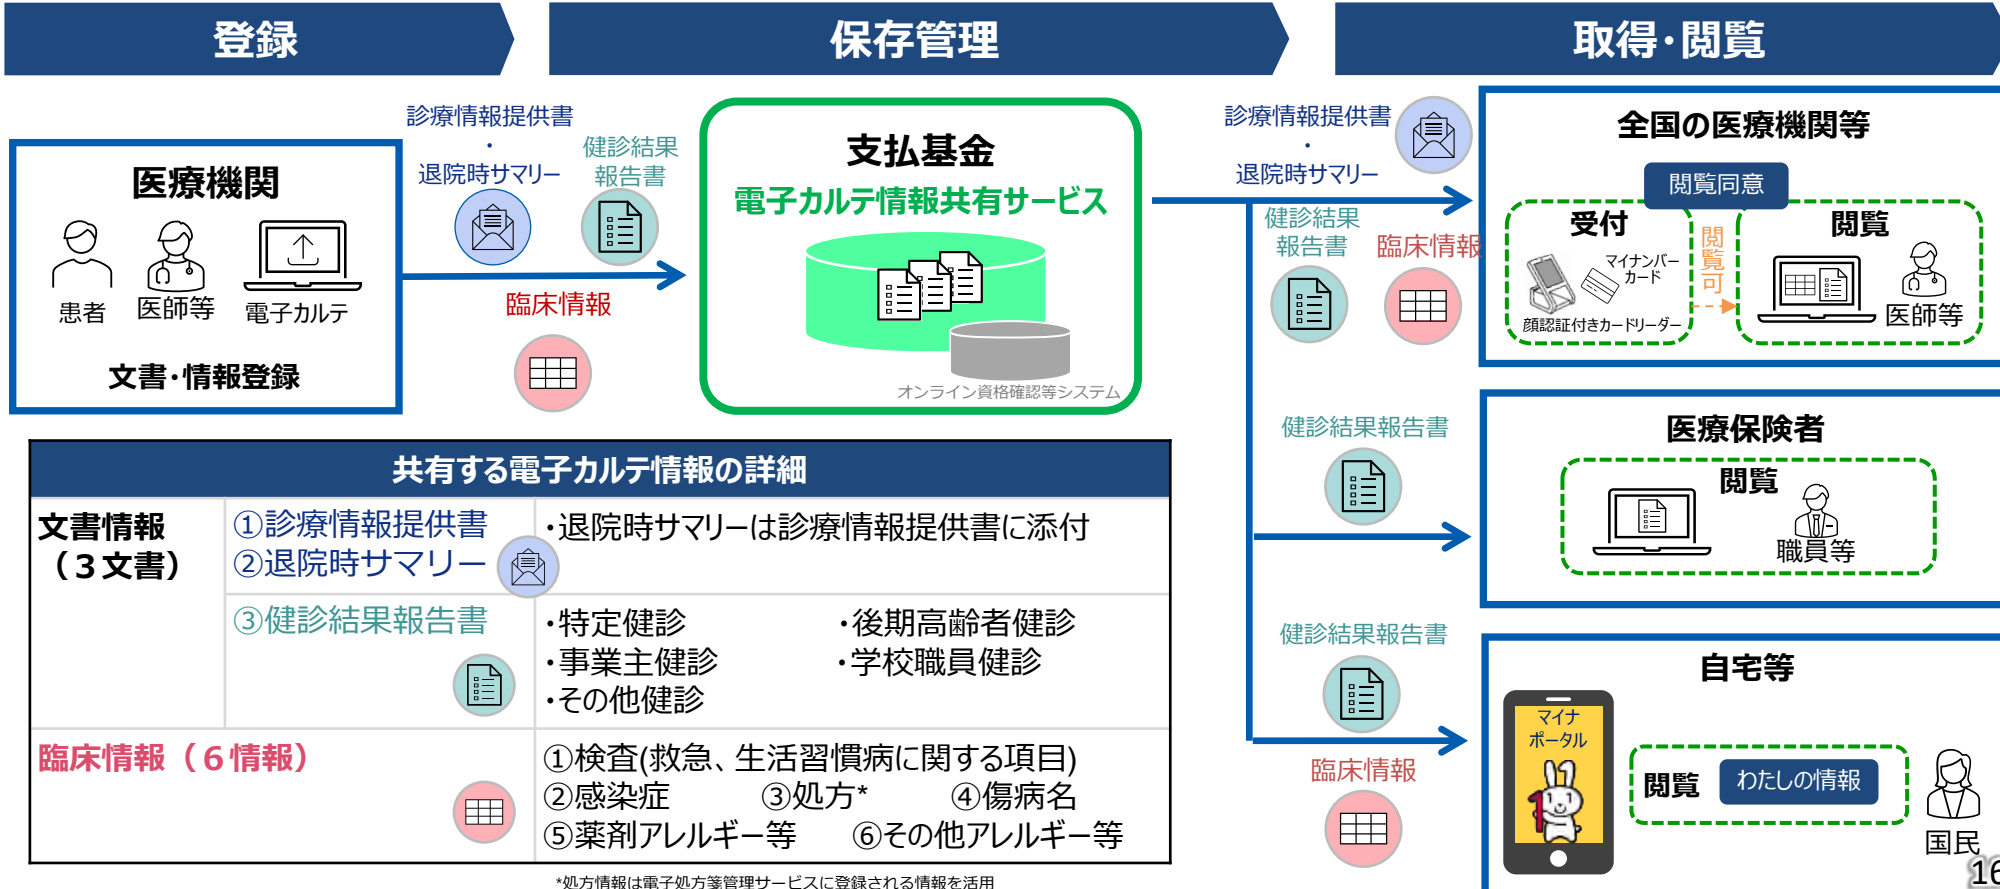 登録
保存管理
取得・閲覧
医療機関
患者
医師等
電子カルテ
文書・情報登録
診療情報提供書
・
退院時サマリー
健診結果
報告書
臨床情報
支払基金
電子カルテ情報共有サービス
オンライン資格確認等システム
診療情報提供書
・
退院時サマリー
健診結果
報告書
臨床情報
全国の医療機関等
閲覧同意
受付
マイナンバー
カード
顔認証付きカードリーダー
閲覧可
閲覧
医師等
健診結果報告書
医療保険者
閲覧
職員等
健診結果報告書
臨床情報
自宅等
マイナ
ポータル
閲覧
わたしの情報
国民
共有する電子カルテ情報の詳細
文書情報
（３文書）
①診療情報提供書
②退院時サマリー
・退院時サマリーは診療情報提供書に添付
③健診結果報告書
・特定健診 ・後期高齢者健診
・事業主健診 ・学校職員健診
・その他健診
臨床情報（６情報）
①検査(救急、生活習慣病に関する項目)
②感染症 ③処方* ④傷病名
⑤薬剤アレルギー等 ⑥その他アレルギー等
*処方情報は電子処方箋管理サービスに登録される情報を活用
16